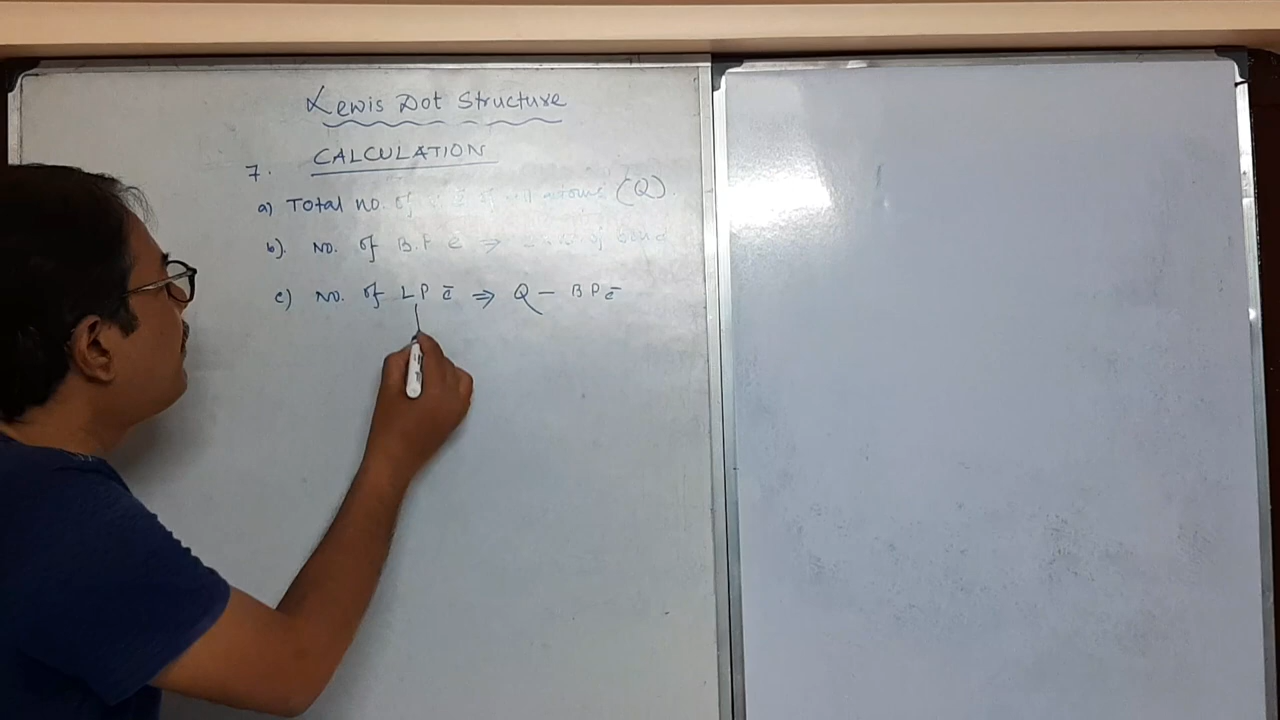 Lewis Dot Structure
7. CALCULATION
a) Total no. of atoms (Q).
b). No. of B.P ē ⇒
c) No. of LP ē ⇒ Q - BP ē